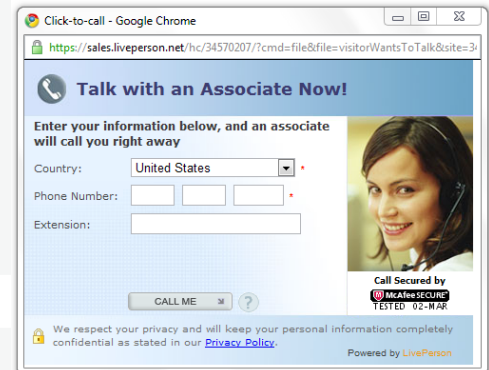 Click-to-call - Google Chrome
https://sales.liveperson.net/hc/34570207/?cmd=file&file=visitorWantsToTalk&site=34
Talk with an Associate Now!
Enter your information below, and an associate
will call you right away
Country: United States *
Phone Number: *
Extension:
CALL ME ?
Call Secured by
McAfee SECURE
TESTED 02-MAR
We respect your privacy and will keep your personal information completely
confidential as stated in our Privacy Policy.
Powered by LivePerson